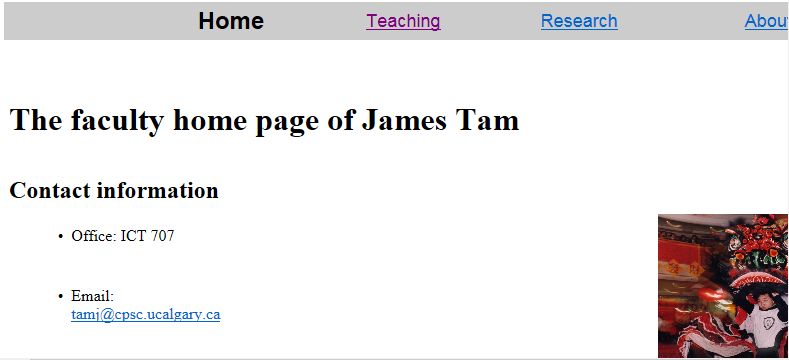 Home Teaching Research Abou
The faculty home page of James Tam
Contact information
• Office: ICT 707
• Email:
tamj@cpsc.ucalgary.ca